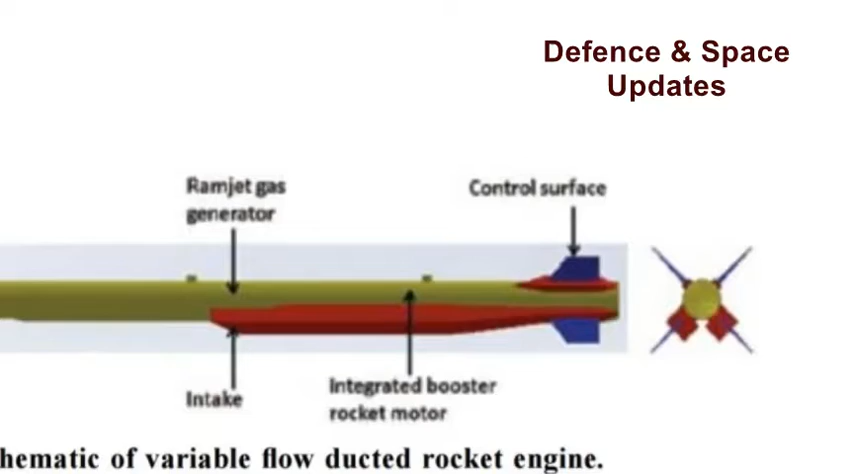 Defence & Space
Updates
Ramjet gas
generator
Control surface
Intake
Integrated booster
rocket motor
hematic of variable flow ducted rocket engine.